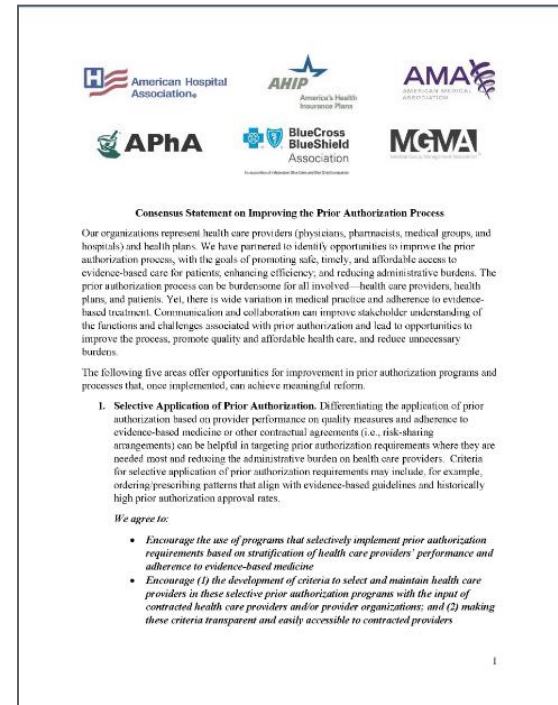 American Hospital
Association
AHIP
America's Health
Insurance Plans
AMA
AMERICAN MEDICAL
ASSOCIATION
APhA
BlueCross
BlueShield
Association
MGMA
Consensus Statement on Improving the Prior Authorization Process
Our organizations represent health care providers (physicians, pharmacists, medical groups, and
hospitals) and health plans. We have partnered to identify opportunities to improve the prior
authorization process, with the goals of promoting safe, timely, and affordable access to
evidence-based care for patients; enhancing efficiency; and reducing administrative burdens. The
prior authorization process can be burdensome for all involved—health care providers, health
plans, and patients. Yet, there is wide variation in medical practice and adherence to evidence-
based treatment. Communication and collaboration can improve stakeholder understanding of
the functions and challenges associated with prior authorization and lead to opportunities to
improve the process, promote quality and affordable health care, and reduce unnecessary
burdens.
The following five areas offer opportunities for improvement in prior authorization programs and
processes that, once implemented, can achieve meaningful reform.
1. Selective Application of Prior Authorization. Differentiating the application of prior
authorization based on provider performance on quality measures and adherence to
evidence-based medicine or other contractual agreements (i.e., risk-sharing
arrangements) can be helpful in targeting prior authorization requirements where they are
needed most and reducing the administrative burden on health care providers. Criteria
for selective application of prior authorization requirements may include, for example,
ordering/prescribing patterns that align with evidence-based guidelines and historically
high prior authorization approval rates.
We agree to:
• Encourage the use of programs that selectively implement prior authorization
requirements based on stratification of health care providers' performance and
adherence to evidence-based medicine
• Encourage (1) the development of criteria to select and maintain health care
providers in these selective prior authorization programs with the input of
contracted health care providers and/or provider organizations; and (2) making
these criteria transparent and easily accessible to contracted providers
1